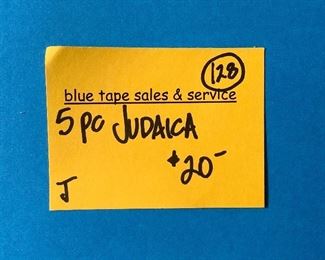 128
blue tape sales & service
5 pc JUDAICA
$20-
J